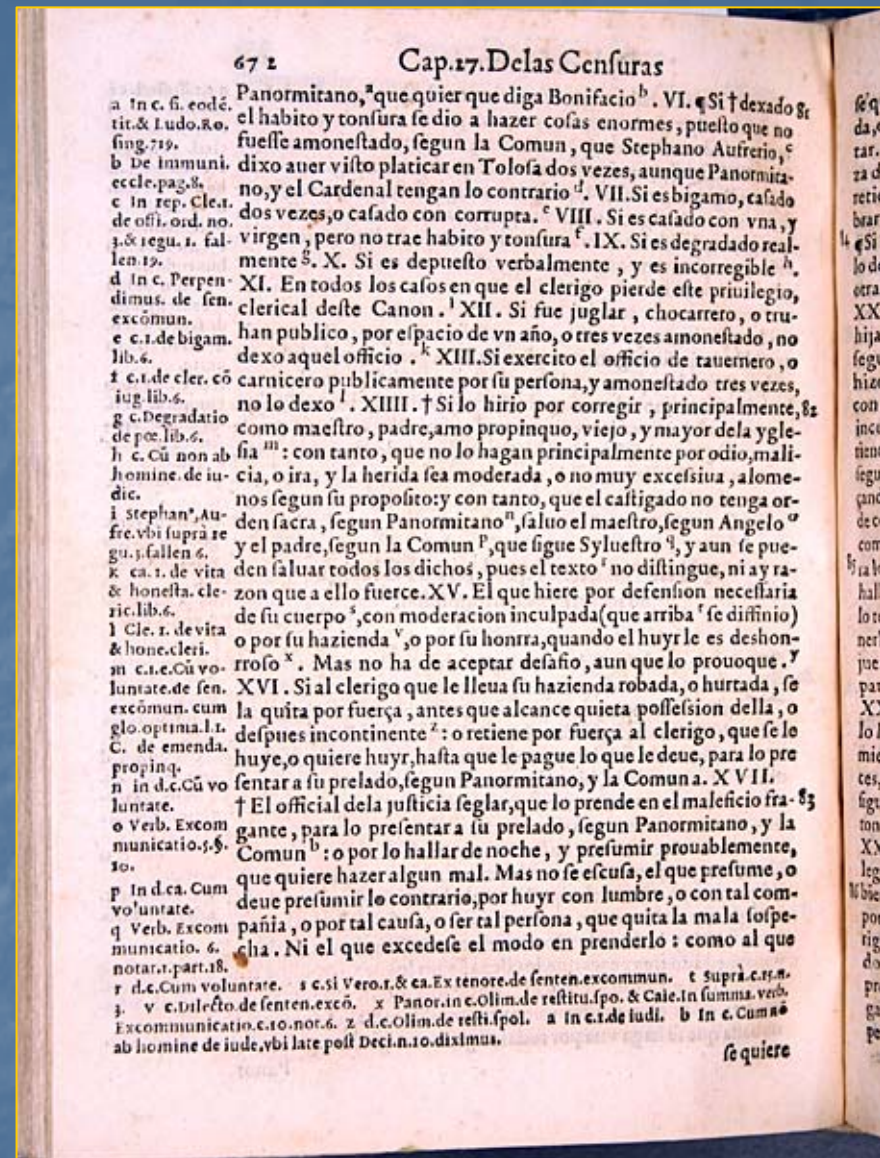 672 Cap.27.Delas Cenſuras
Panormitano,ᵃ que quier que diga Bonifacio ᵇ. VI. ¶ Si † dexado 81
el habito y tonſura ſe dio a hazer coſas enormes, pueſto que no
fueſſe amoneſtado, ſegun la Comun, que Stephano Aufrerio, ᶜ
dixo auer viſto platicar en Toloſa dos vezes, aunque Panormita-
no, y el Cardenal tengan lo contrario ᵈ. VII. Si es bigamo, caſado
dos vezes, o caſado con corrupta. ᵉ VIII. Si es caſado con vna, y
virgen, pero no trae habito y tonſura ᶠ. IX. Si es degradado real-
mente ᵍ. X. Si es depueſto verbalmente, y es incorregible ʰ.
XI. En todos los caſos en que el clerigo pierde eſte priuilegio,
clerical deſte Canon. ⁱ XII. Si fue juglar, chocarrero, o tru-
han publico, por eſpacio de vn año, o tres vezes amoneſtado, no
dexo aquel officio. ᵏ XIII. Si exercito el officio de tauernero, o
carnicero publicamente por ſu perſona, y amoneſtado tres vezes,
no lo dexo ˡ. XIIII. † Si lo hirio por corregir, principalmente, 82
como maeſtro, padre, amo propinquo, viejo, y mayor dela ygle-
ſia ᵐ: con tanto, que no lo hagan principalmente por odio, mali-
cia, o ira, y la herida ſea moderada, o no muy exceſsiua, alome-
nos ſegun ſu propoſito: y con tanto, que el caſtigado no tenga or-
den ſacra, ſegun Panormitano ⁿ, ſaluo el maeſtro, ſegun Angelo ᵒ
y el padre, ſegun la Comun ᵖ, que ſigue Sylueſtro q, y aun ſe pue-
den ſaluar todos los dichos, pues el texto ʳ no diſtingue, ni ay ra-
zon que a ello fuerce. XV. El que hiere por defenſion neceſſaria
de ſu cuerpo ˢ, con moderacion inculpada (que arriba ᵗ ſe diffinio)
o por ſu hazienda ᵛ, o por ſu honrra, quando el huyr le es deshon-
rroſo ˣ. Mas no ha de aceptar deſafio, aun que lo prouoque. ʸ
XVI. Si al clerigo que le lleua ſu hazienda robada, o hurtada, ſe
la quita por fuerça, antes que alcance quieta poſſeſsion della, o
deſpues incontinente ᶻ: o retiene por fuerça al clerigo, que ſe le
huye, o quiere huyr, haſta que le pague lo que le deue, para lo pre
ſentar a ſu prelado, ſegun Panormitano, y la Comun a. XVII.
† El official dela juſticia ſeglar, que lo prende en el maleficio fra- 83
gante, para lo preſentar a ſu prelado, ſegun Panormitano, y la
Comun ᵇ: o por lo hallar de noche, y preſumir prouablemente,
que quiere hazer algun mal. Mas no ſe eſcuſa, el que preſume, o
deue preſumir lo contrario, por huyr con lumbre, o con tal com-
pañia, o por tal cauſa, o ſer tal perſona, que quita la mala ſoſpe-
cha. Ni el que excedeſe el modo en prenderlo: como al que
a In c. ſi. eodē.
tit. & Ludo. Ro.
ſing. 719.
b De immuni.
eccle. pag. 8.
c In rep. Cle. 1.
de offi. ord. no.
3. & regu. 1. fal-
len. 19.
d In c. Perpen-
dimus. de ſen.
excōmun.
e c. 1. de bigam.
lib. 6.
f c. 1. de cler. cō
iug. lib. 6.
g c. Degradatio
de pœ. lib. 6.
h c. Cū non ab
homine. de iu-
dic.
i Stephan⁹, Au-
fre. vbi ſuprà re
gu. 3. fallen 6.
k ca. 1. de vita
& honeſta. cle-
ric. lib. 6.
l Cle. 1. de vita
& hone. cleri.
m c. 1. e. Cū vo-
luntate. de ſen.
excōmun. cum
glo. optima. l. 1.
C. de emenda.
propinq.
n in d. c. Cū vo
luntate.
o Verb. Excom
municatio. 5. §.
10.
p In d. ca. Cum
voluntate.
q Verb. Excom
municatio. 6.
notar. 1. part. 18.
r d. c. Cum voluntate. s c. Si Vero. 1. & ca. Ex tenore. de ſenten. excommun. t Suprà. c. 15. n.
3. v c. Dilecto. de ſenten. excō. x Panor. in c. Olim. de reſtitu. ſpo. & Caie. In ſumma. verb.
Excommunicatio. c. 10. not. 6. z d. c. Olim. de reſti. ſpol. a In c. 1. de iudi. b In c. Cum nō
ab homine de iude, vbi late poſt Deci. n. 10. diximus.
ſe quiere